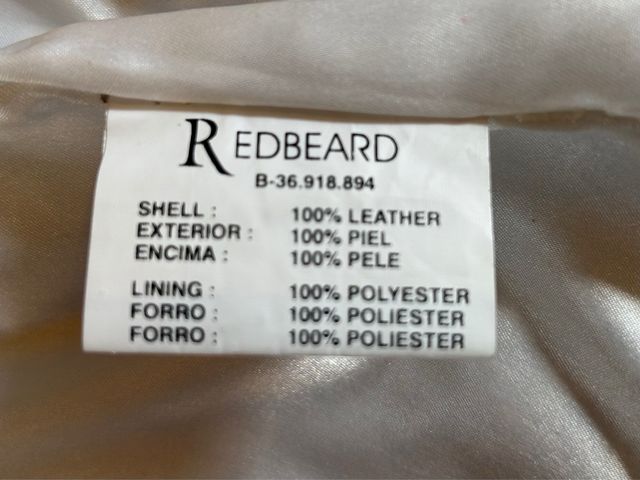 REDBEARD
B-36.918.894
SHELL : 100% LEATHER
EXTERIOR : 100% PIEL
ENCIMA : 100% PELE
LINING : 100% POLYESTER
FORRO : 100% POLIESTER
FORRO : 100% POLIESTER